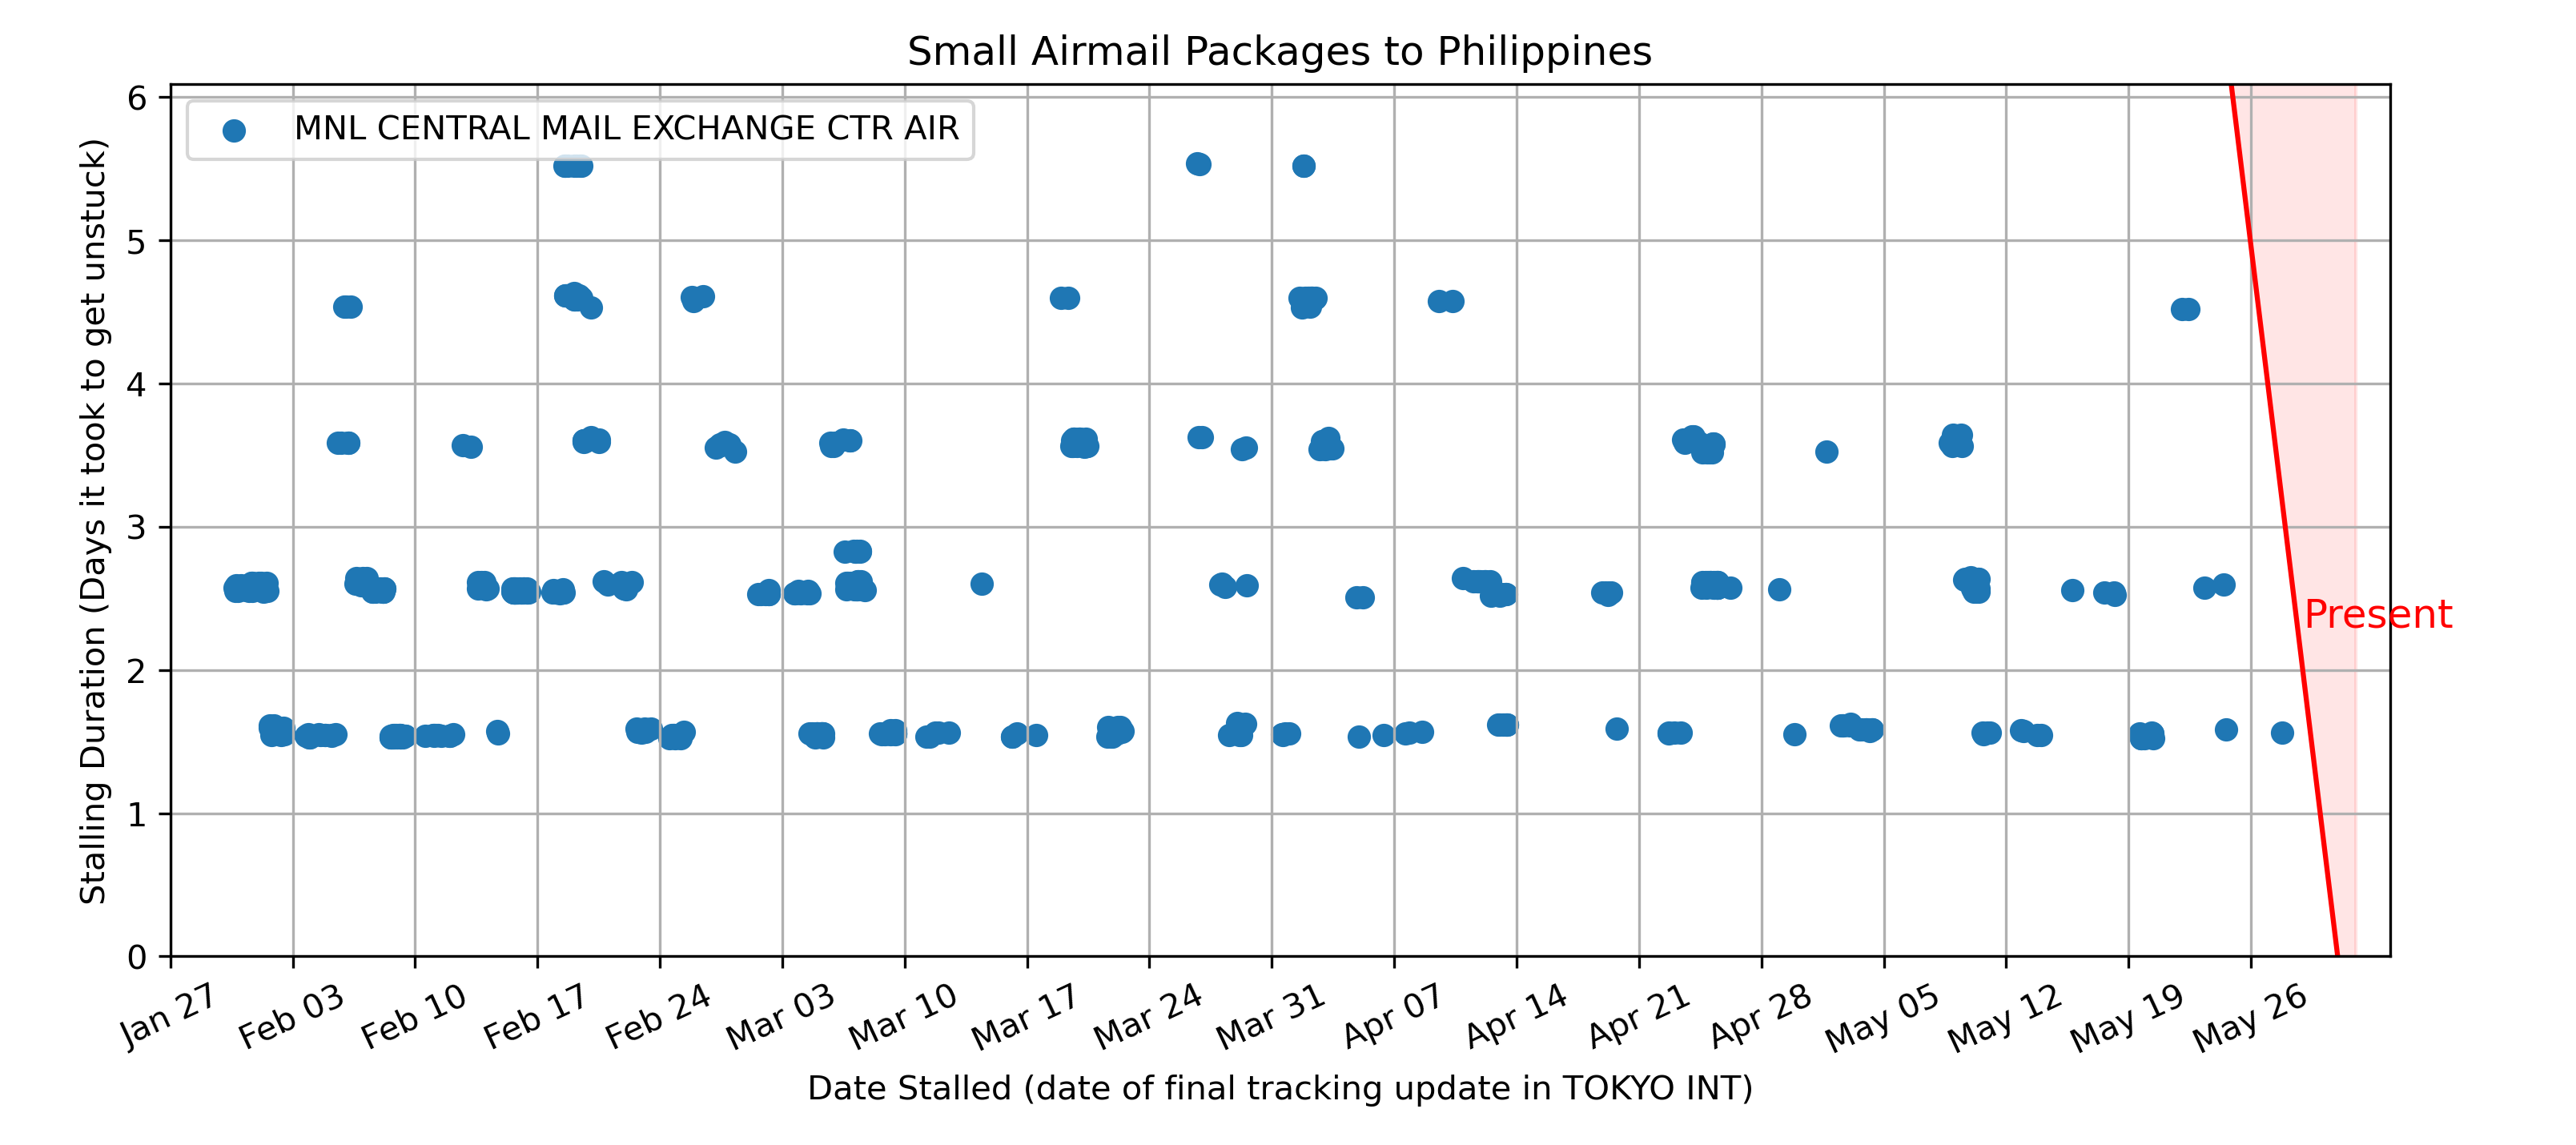 Small Airmail Packages to Philippines
MNL CENTRAL MAIL EXCHANGE CTR AIR
6
5
4
3
2
1
0
Stalling Duration (Days it took to get unstuck)
Present
Jan 27
Feb 03
Feb 10
Feb 17
Feb 24
Mar 03
Mar 10
Mar 17
Mar 24
Mar 31
Apr 07
Apr 14
Apr 21
Apr 28
May 05
May 12
May 19
May 26
Date Stalled (date of final tracking update in TOKYO INT)